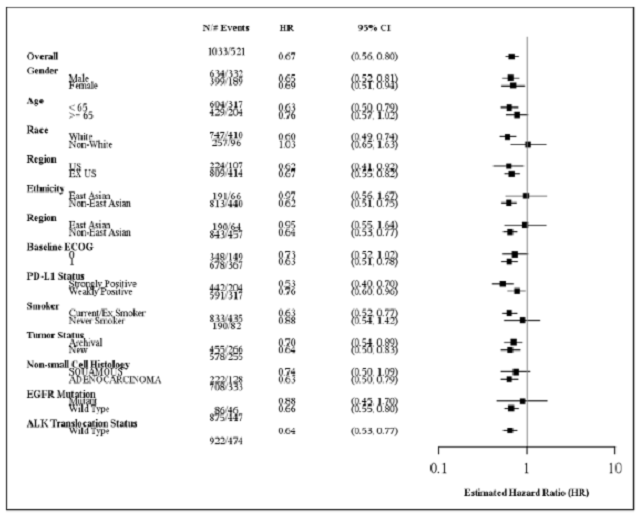 N/# Events HR 95% CI
Overall 1033/521 0.67 (0.56, 0.80)
Gender
Male 634/332 0.65 (0.52, 0.81)
Female 399/189 0.69 (0.51, 0.94)
Age
< 65 604/317 0.63 (0.50, 0.79)
>= 65 429/204 0.76 (0.57, 1.02)
Race
White 747/410 0.60 (0.49, 0.74)
Non-White 257/96 1.03 (0.65, 1.63)
Region
US 224/107 0.62 (0.41, 0.92)
EX US 809/414 0.67 (0.55, 0.82)
Ethnicity
East Asian 191/66 0.97 (0.56, 1.67)
Non-East Asian 813/440 0.62 (0.51, 0.75)
Region
East Asian 190/64 0.95 (0.55, 1.64)
Non-East Asian 843/457 0.64 (0.53, 0.77)
Baseline ECOG
0 348/149 0.73 (0.52, 1.02)
1 678/367 0.63 (0.51, 0.78)
PD-L1 Status
Strongly Positive 442/204 0.53 (0.40, 0.70)
Weakly Positive 591/317 0.76 (0.60, 0.96)
Smoker
Current/Ex Smoker 833/435 0.63 (0.52, 0.77)
Never Smoker 190/82 0.88 (0.54, 1.42)
Tumor Status
Archival 455/266 0.70 (0.54, 0.89)
New 578/255 0.64 (0.50, 0.83)
Non-small Cell Histology
SQUAMOUS 222/128 0.74 (0.50, 1.09)
ADENOCARCINOMA 708/333 0.63 (0.50, 0.79)
EGFR Mutation
Mutant 86/46 0.88 (0.45, 1.70)
Wild Type 875/447 0.66 (0.55, 0.80)
ALK Translocation Status
Wild Type 922/474 0.64 (0.53, 0.77)
0.1 1 10
Estimated Hazard Ratio (HR)